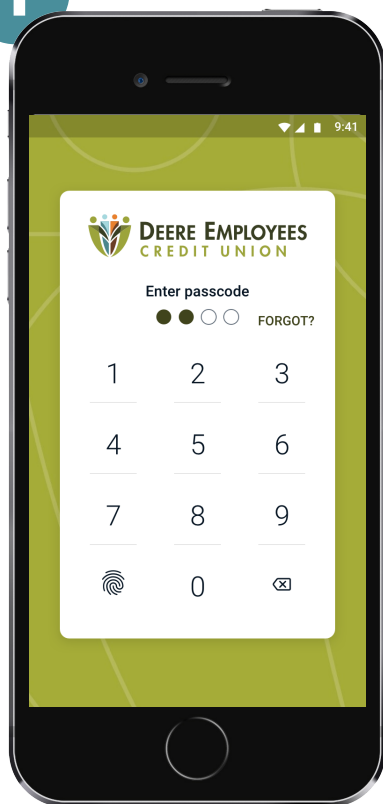 9:41
DEERE EMPLOYEES
CREDIT UNION
Enter passcode
FORGOT?
1 2 3
4 5 6
7 8 9
0